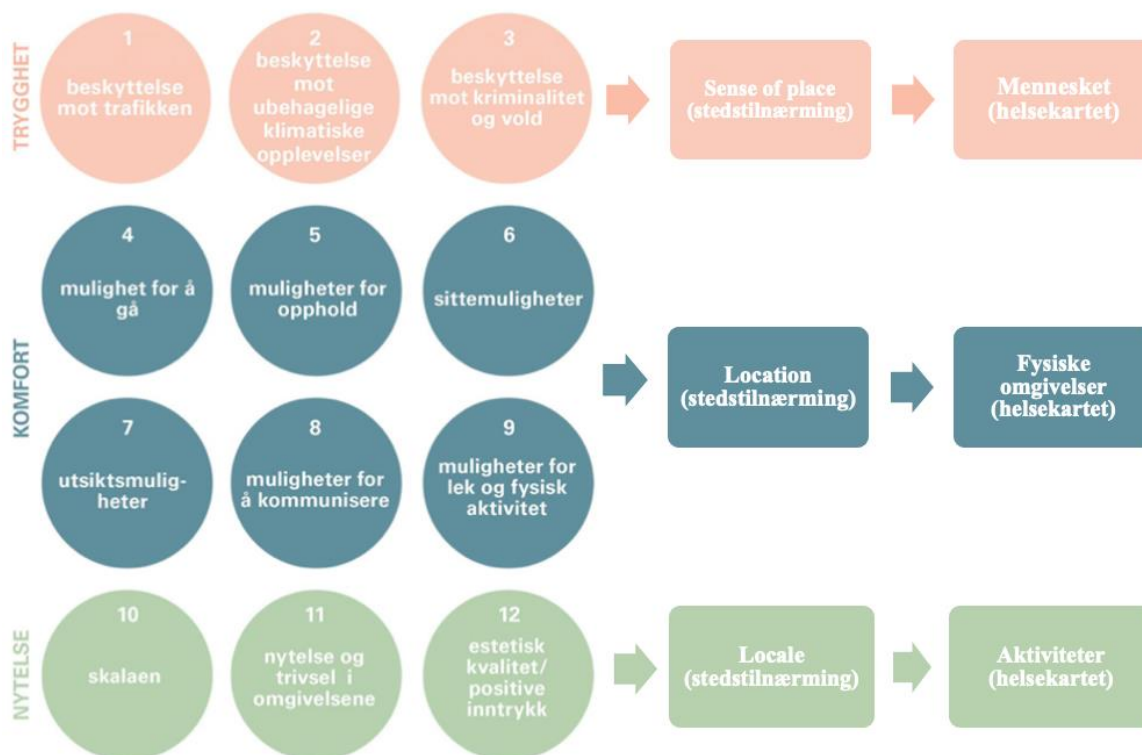 TRYGGHET
1
beskyttelse
mot trafikken
2
beskyttelse
mot
ubehagelige
klimatiske
opplevelser
3
beskyttelse
mot kriminalitet
og vold
Sense of place
(stedstilnærming)
Mennesket
(helsekartet)
KOMFORT
4
mulighet for å
gå
5
muligheter for
opphold
6
sittemuligheter
7
utsiktsmulig-
heter
8
muligheter for
å kommunisere
9
muligheter for
lek og fysisk
aktivitet
Location
(stedstilnærming)
Fysiske
omgivelser
(helsekartet)
NYTELSE
10
skalaen
11
nytelse og
trivsel i
omgivelsene
12
estetisk
kvalitet/
positive
inntrykk
Locale
(stedstilnærming)
Aktiviteter
(helsekartet)